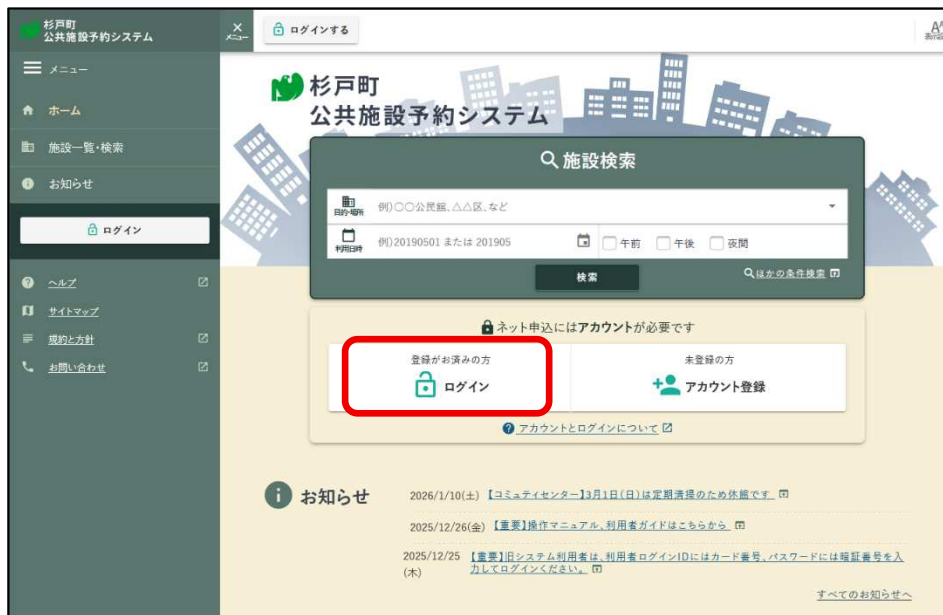 杉戸町
公共施設予約システム
メニュー
ログインする
メニュー
ホーム
施設一覧・検索
お知らせ
ログイン
ヘルプ
サイトマップ
規約と方針
お問い合わせ
杉戸町
公共施設予約システム
施設検索
目的・場所
例)〇〇公民館、△△区、など
利用日時
例)20190501 または 201905
午前 午後 夜間
検索
ほかの条件検索
ネット申込にはアカウントが必要です
登録がお済みの方
ログイン
未登録の方
アカウント登録
アカウントとログインについて
お知らせ
2026/1/10(土) 【コミュティセンター】3月1日(日)は定期清掃のため休館です
2025/12/26(金) 【重要】操作マニュアル、利用者ガイドはこちらから
2025/12/25 【重要】旧システム利用者は、利用者ログインIDにはカード番号、パスワードには暗証番号を入
(木) 力してログインください。
すべてのお知らせへ